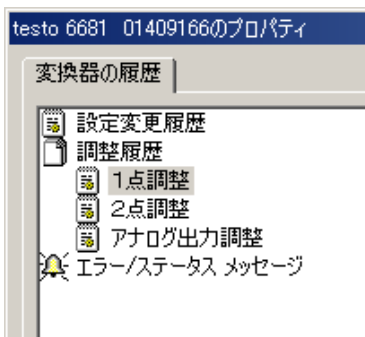 testo 6681 01409166のプロパティ
変換器の履歴
設定変更履歴
調整履歴
1点調整
2点調整
アナログ出力調整
エラー/ステータス メッセージ